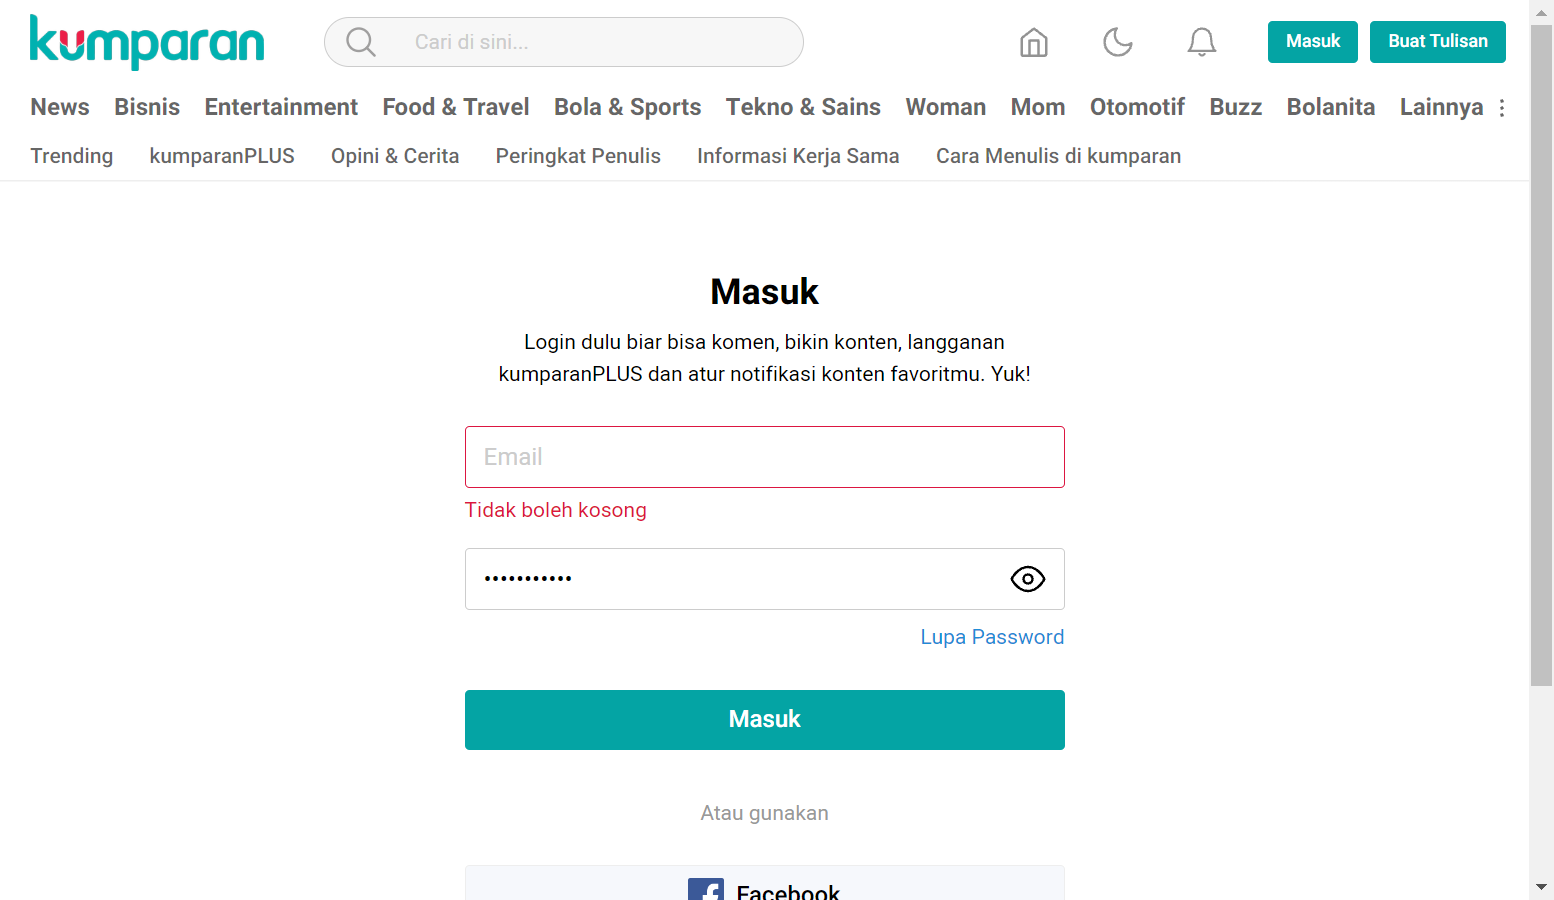 kumparan
Cari di sini...
Masuk
Buat Tulisan
News Bisnis Entertainment Food & Travel Bola & Sports Tekno & Sains Woman Mom Otomotif Buzz Bolanita Lainnya
Trending kumparanPLUS Opini & Cerita Peringkat Penulis Informasi Kerja Sama Cara Menulis di kumparan
Masuk
Login dulu biar bisa komen, bikin konten, langganan
kumparanPLUS dan atur notifikasi konten favoritmu. Yuk!
Email
Tidak boleh kosong
•••••••••••
Lupa Password
Masuk
Atau gunakan
Facebook